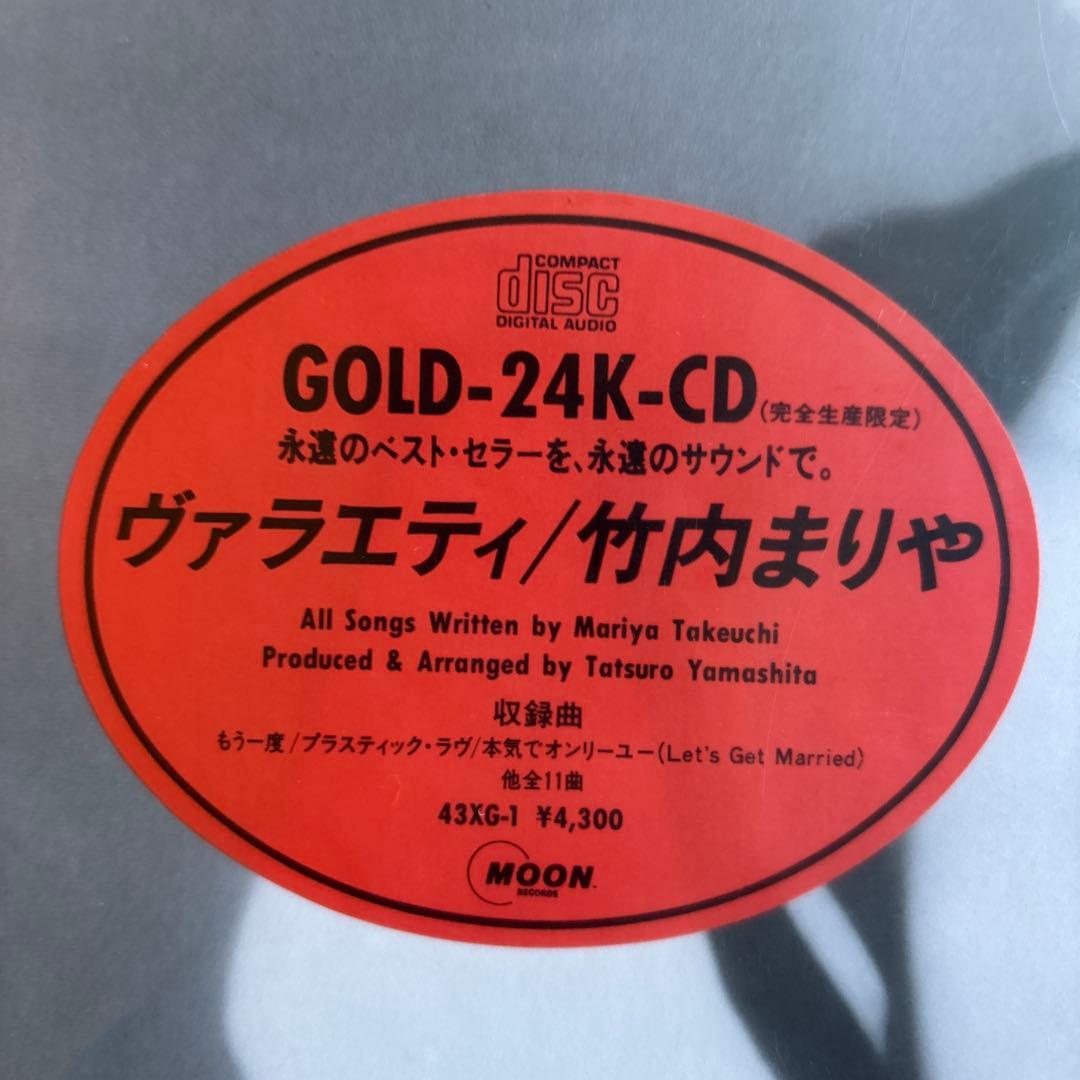 COMPACT
disc
DIGITAL AUDIO
GOLD-24K-CD(完全生産限定)
永遠のベスト・セラーを、永遠のサウンドで。
ヴァラエティ/竹内まりや
All Songs Written by Mariya Takeuchi
Produced & Arranged by Tatsuro Yamashita
収録曲
もう一度/プラスティック・ラヴ/本気でオンリーユー(Let's Get Married)
他全11曲
43XG-1 ¥4,300
MOON
RECORDS